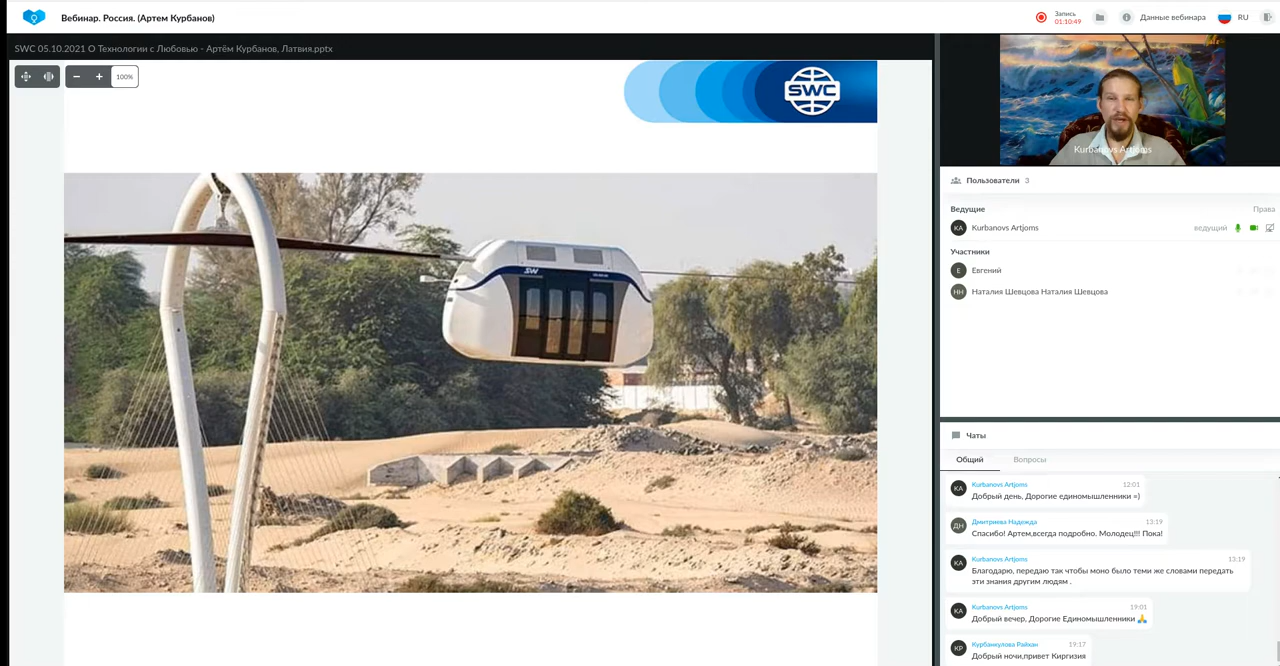 Вебинар. Россия. (Артем Курбанов)
Запись
01:10:49
Данные вебинара
RU
SWC 05.10.2021 О Технологии с Любовью - Артём Курбанов, Латвия.pptx
100%
SWC
SW
Kurbanovs Artjoms
Пользователи 3
Ведущие
Права
KA
Kurbanovs Artjoms
ведущий
Участники
Е
Евгений
НН
Наталия Шевцова Наталия Шевцова
Чаты
Общий
Вопросы
KA
Kurbanovs Artjoms
12:01
Добрый день, Дорогие единомышленники =)
ДН
Дмитриева Надежда
13:19
Спасибо! Артем,всегда подробно. Молодец!!! Пока!
KA
Kurbanovs Artjoms
13:19
Благодарю, передаю так чтобы моно было теми же словами передать
эти знания другим людям .
KA
Kurbanovs Artjoms
19:01
Добрый вечер, Дорогие Единомышленники 🙏
КР
Курбанкулова Райхан
19:17
Добрый ночи,привет Киргизия